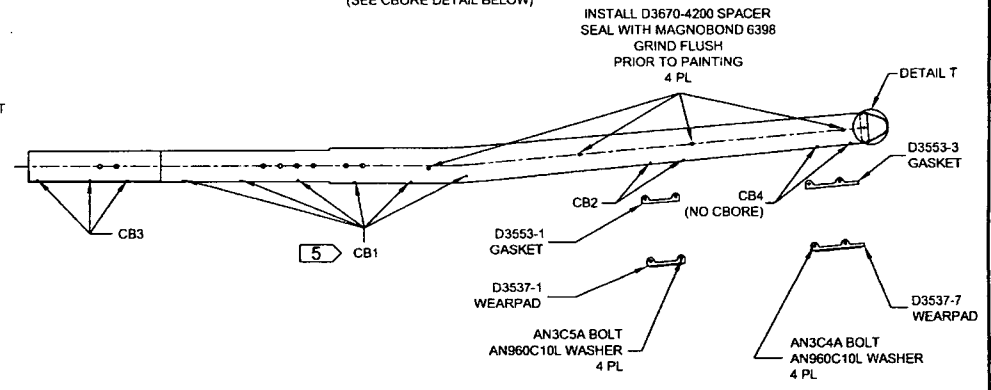 (SEE CBORE DETAIL BELOW)
INSTALL D3670-4200 SPACER
SEAL WITH MAGNOBOND 6398
GRIND FLUSH
PRIOR TO PAINTING
4 PL
DETAIL T
T
D3553-3
GASKET
CB2
CB4
(NO CBORE)
CB3
5
CB1
D3553-1
GASKET
D3537-1
WEARPAD
D3537-7
WEARPAD
AN3C5A BOLT
AN960C10L WASHER
4 PL
AN3C4A BOLT
AN960C10L WASHER
4 PL